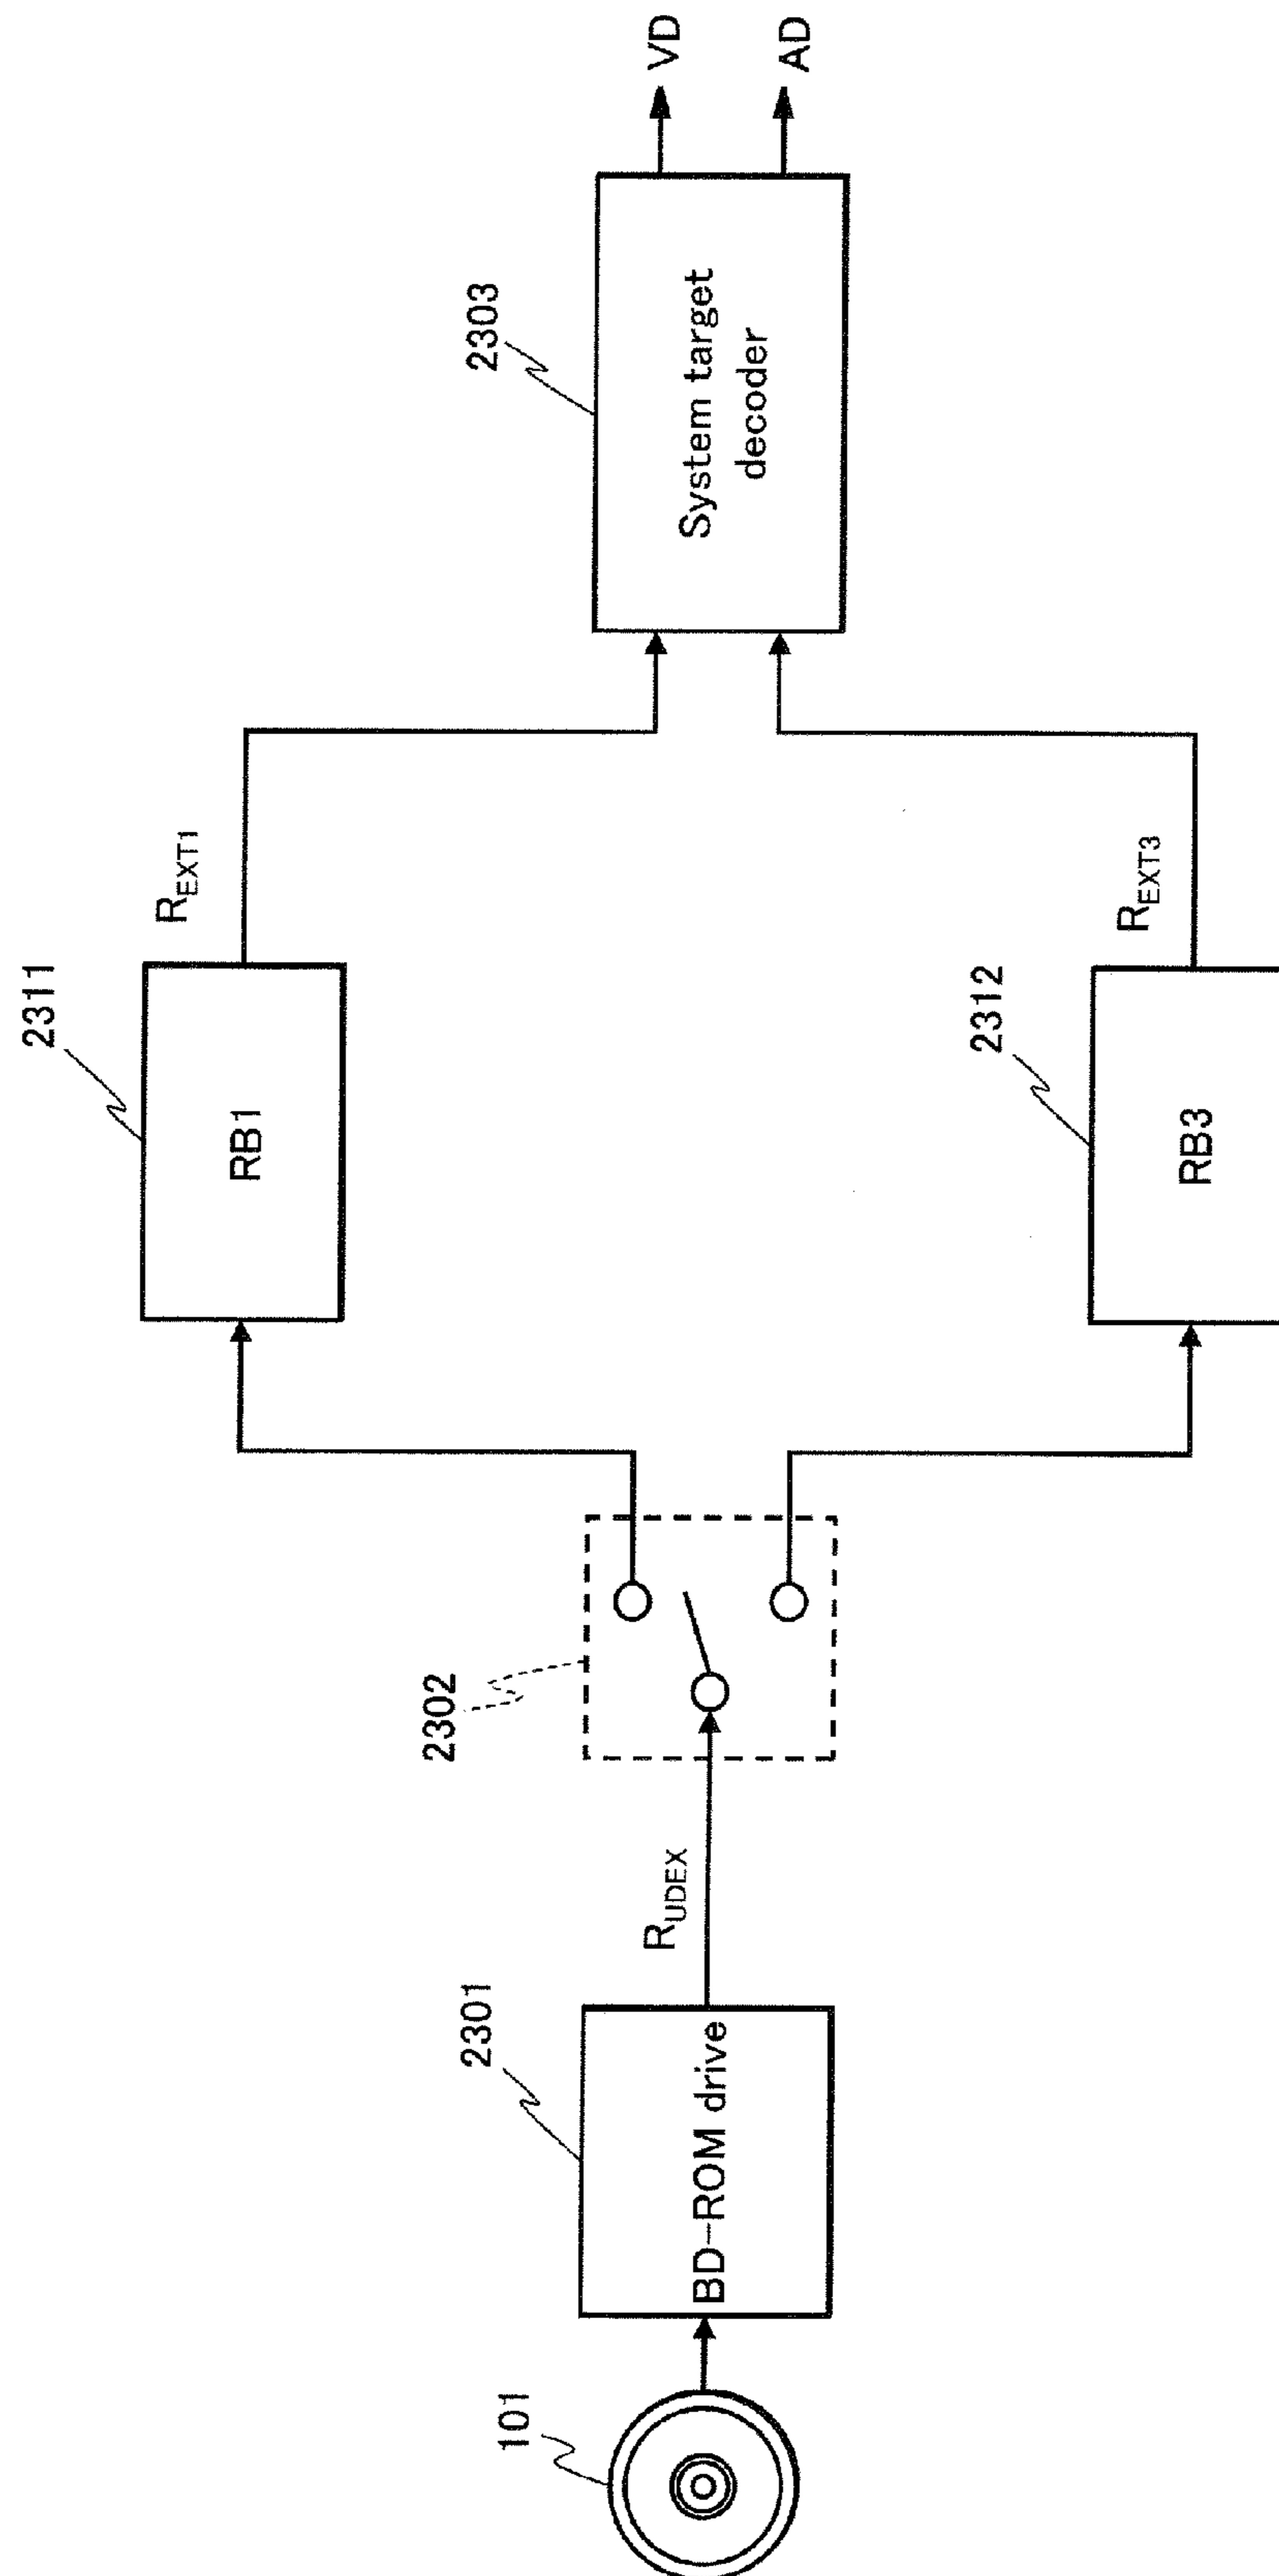 101
2301
BD-ROM drive
R_UDEX
2302
2311
RB1
R_EXT1
2312
RB3
R_EXT3
2303
System target
decoder
VD
AD